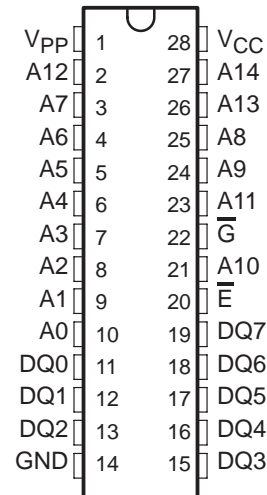 VPP 1 28 VCC
A12 2 27 A14
A7 3 26 A13
A6 4 25 A8
A5 5 24 A9
A4 6 23 A11
A3 7 22 G̅
A2 8 21 A10
A1 9 20 E̅
A0 10 19 DQ7
DQ0 11 18 DQ6
DQ1 12 17 DQ5
DQ2 13 16 DQ4
GND 14 15 DQ3